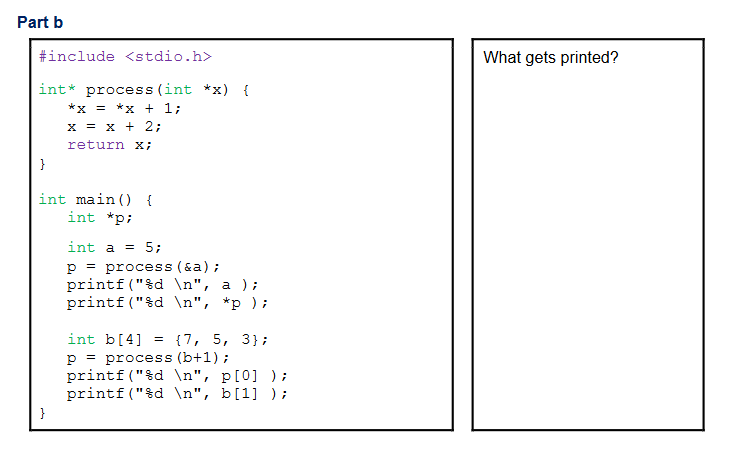 Part b
#include <stdio.h>
int* process(int *x) {
   *x = *x + 1;
   x = x + 2;
   return x;
}
int main() {
   int *p;
   int a = 5;
   p = process(&a);
   printf("%d \n", a );
   printf("%d \n", *p );
   int b[4] = {7, 5, 3};
   p = process(b+1);
   printf("%d \n", p[0] );
   printf("%d \n", b[1] );
}
What gets printed?